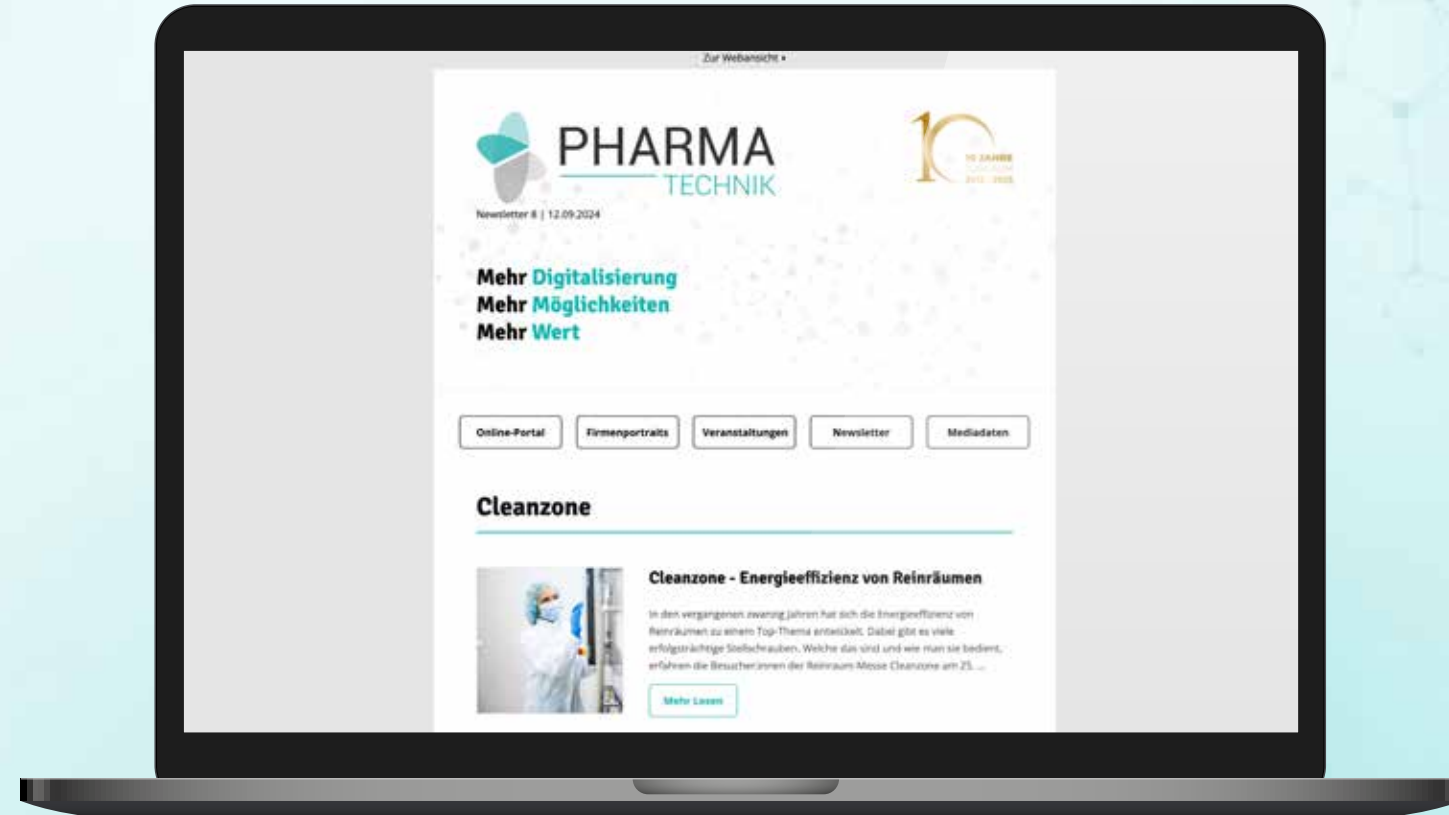 Zur Webansicht
PHARMA
TECHNIK
10
10 JAHRE
Newsletter 8 | 12.09.2024
Mehr Digitalisierung
Mehr Möglichkeiten
Mehr Wert
Online-Portal
Firmenportraits
Veranstaltungen
Newsletter
Mediadaten
Cleanzone
Cleanzone - Energieeffizienz von Reinräumen
In den vergangenen zwanzig Jahren hat sich die Energieeffizienz von
Reinräumen zu einem Top-Thema entwickelt. Dabei gibt es viele
erfolgsträchtige Stellschrauben. Welche das sind und wie man sie bedient,
erfahren die Besucher:innen der Reinraum-Messe Cleanzone am 25. ...
Mehr Lesen